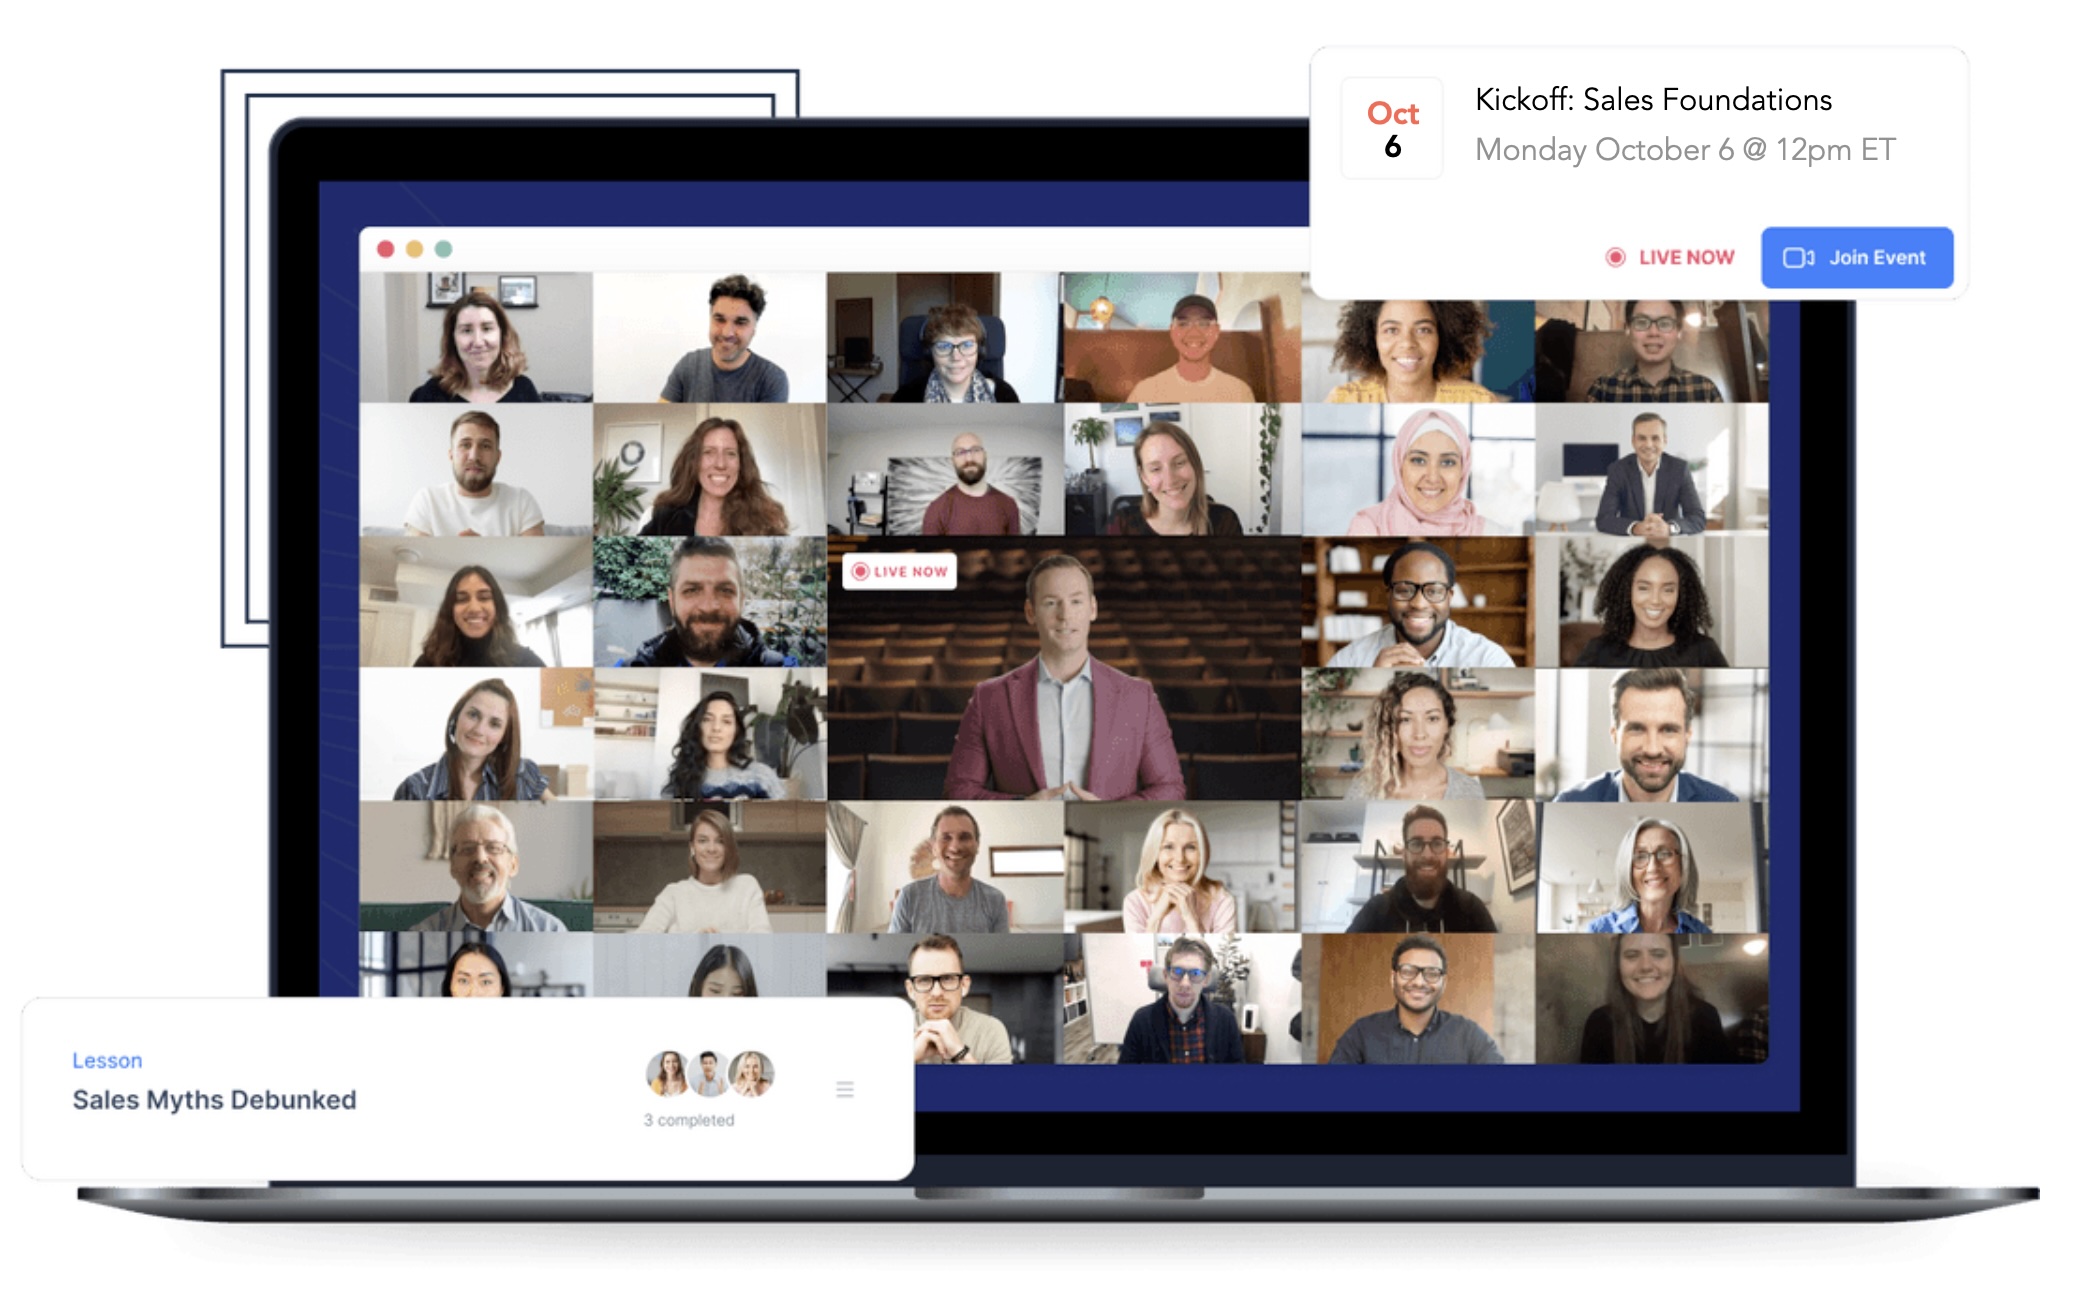 Oct
6
Kickoff: Sales Foundations
Monday October 6 @ 12pm ET
LIVE NOW
Join Event
LIVE NOW
Lesson
Sales Myths Debunked
3 completed